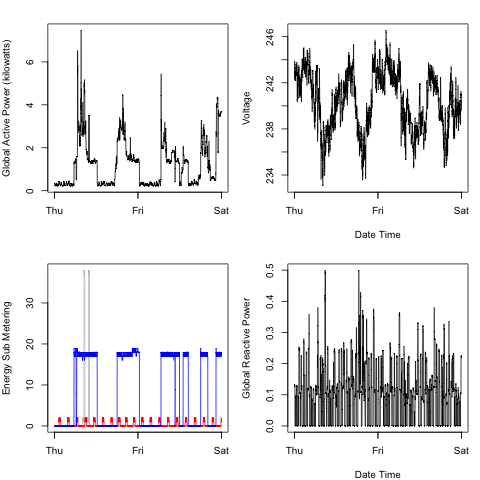 Global Active Power (kilowatts)
6
4
2
0
Thu
Fri
Sat
Voltage
246
242
238
234
Thu
Fri
Sat
Date Time
Energy Sub Metering
30
20
10
0
Thu
Fri
Sat
Global Reactive Power
0.5
0.4
0.3
0.2
0.1
0.0
Thu
Fri
Sat
Date Time